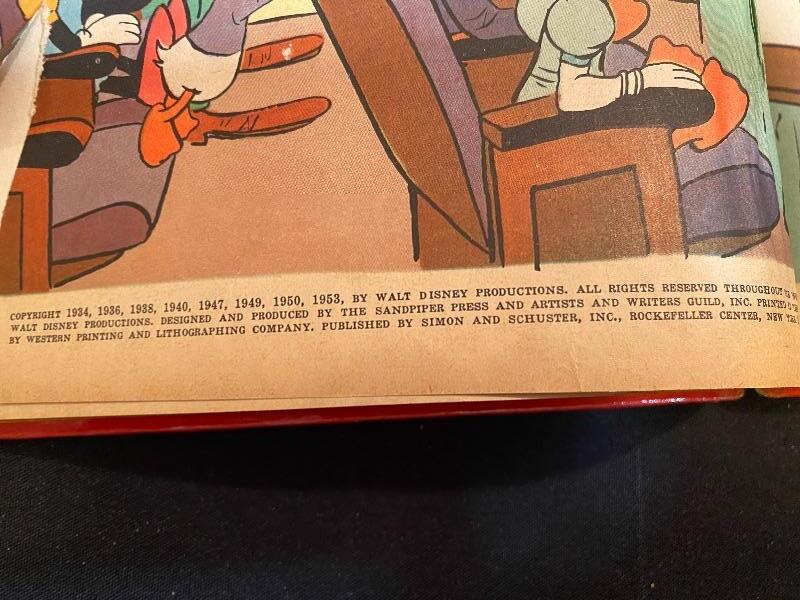 COPYRIGHT 1934, 1936, 1938, 1940, 1947, 1949, 1950, 1953, BY WALT DISNEY PRODUCTIONS. ALL RIGHTS RESERVED THROUGHOUT
WALT DISNEY PRODUCTIONS. DESIGNED AND PRODUCED BY THE SANDPIPER PRESS AND ARTISTS AND WRITERS GUILD, INC. PRINTED
BY WESTERN PRINTING AND LITHOGRAPHING COMPANY. PUBLISHED BY SIMON AND SCHUSTER, INC., ROCKEFELLER CENTER, NEW